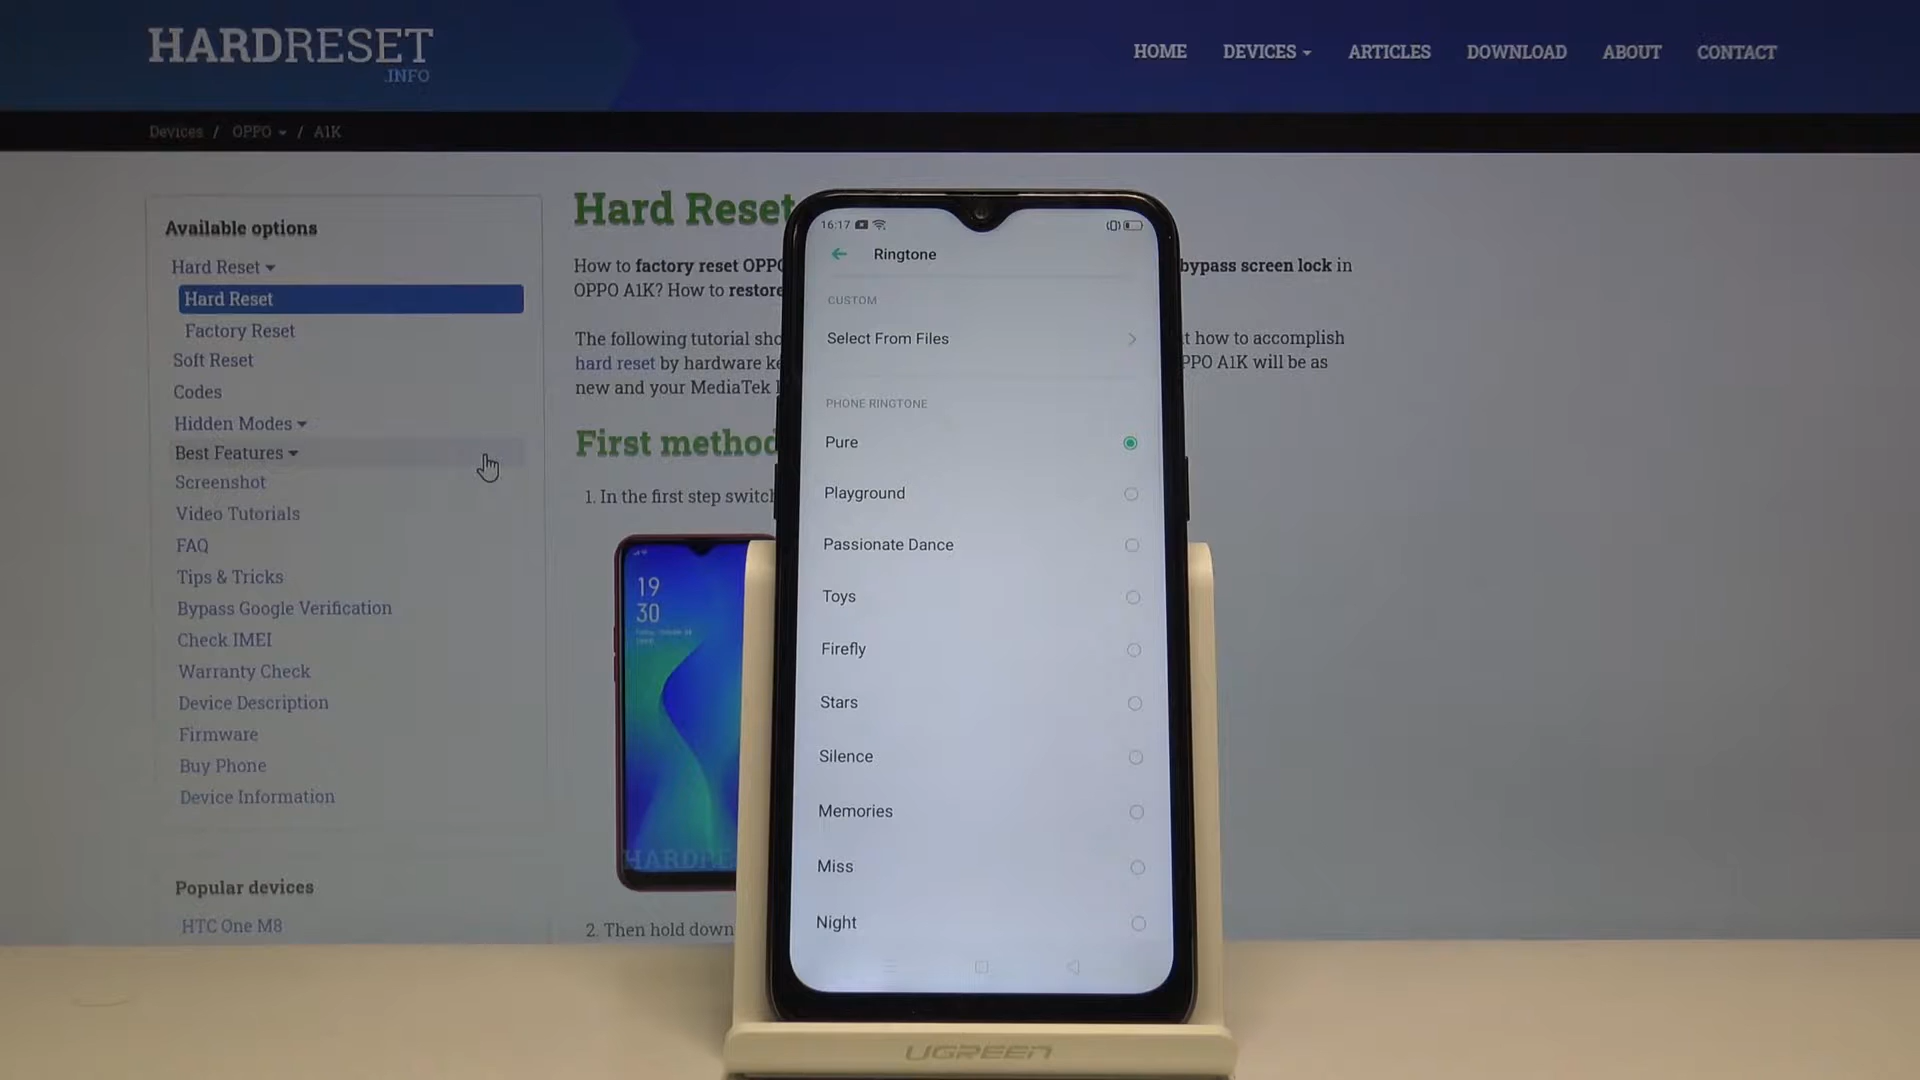 HARDRESET
.INFO
HOME DEVICES ARTICLES DOWNLOAD ABOUT CONTACT
Devices / OPPO / A1K
Available options
Hard Reset
Hard Reset
Factory Reset
Soft Reset
Codes
Hidden Modes
Best Features
Screenshot
Video Tutorials
FAQ
Tips & Tricks
Bypass Google Verification
Check IMEI
Warranty Check
Device Description
Firmware
Buy Phone
Device Information
Popular devices
HTC One M8
Hard Reset
How to factory reset OPPO bypass screen lock in
OPPO A1K? How to restore
The following tutorial how to accomplish
hard reset by hardware OPPO A1K will be as
new and your MediaTek
First method
1. In the first step switch
19
30
HARDRE
2. Then hold down
16:17
Ringtone
CUSTOM
Select From Files
PHONE RINGTONE
Pure
Playground
Passionate Dance
Toys
Firefly
Stars
Silence
Memories
Miss
Night
UGREEN